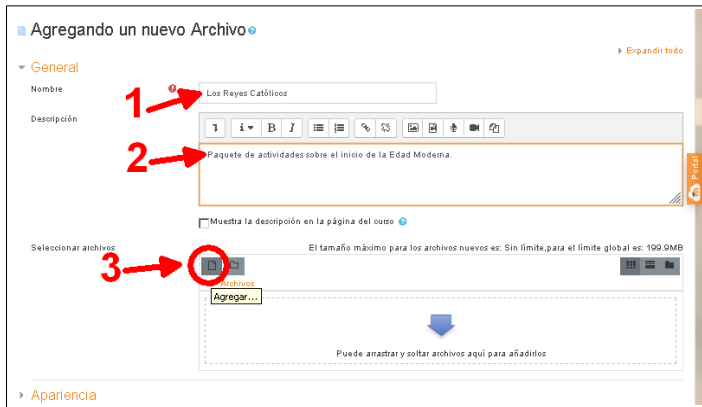 Agregando un nuevo Archivo
Expandir todo
General
Nombre
1
Los Reyes Católicos
Descripción
i B I
2
Paquete de actividades sobre el inicio de la Edad Moderna.
Portal
Muestra la descripción en la página del curso
Seleccionar archivos
El tamaño máximo para los archivos nuevos es: Sin límite,para el límite global es: 199.9MB
3
Archivos
Agregar...
Puede arrastrar y soltar archivos aquí para añadirlos
Apariencia